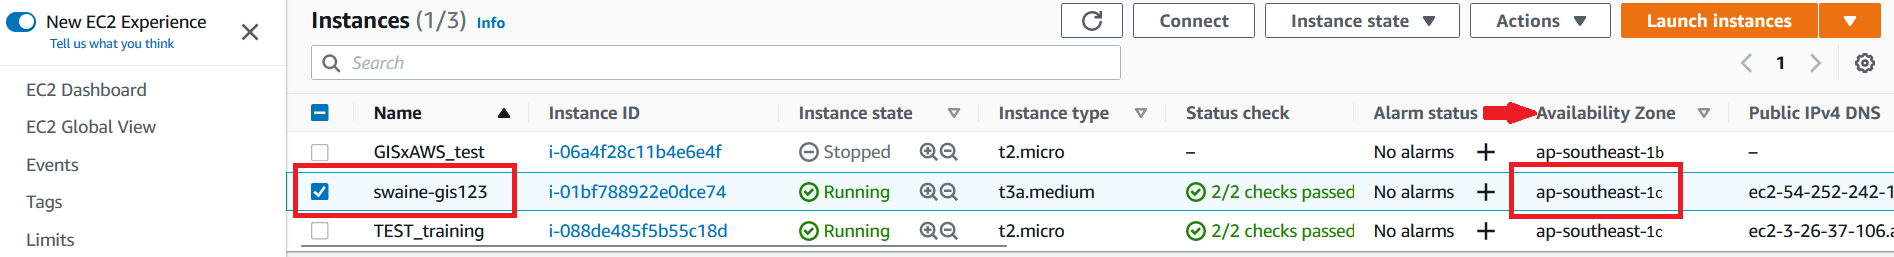 New EC2 Experience
Tell us what you think
EC2 Dashboard
EC2 Global View
Events
Tags
Limits
Instances (1/3) Info
Connect
Instance state
Actions
Launch instances
Search
1
Name Instance ID Instance state Instance type Status check Alarm status Availability Zone Public IPv4 DNS
GISxAWS_test i-06a4f28c11b4e6e4f Stopped t2.micro – No alarms + ap-southeast-1b –
swaine-gis123 i-01bf788922e0dce74 Running t3a.medium 2/2 checks passed No alarms + ap-southeast-1c ec2-54-252-242-1
TEST_training i-088de485f5b55c18d Running t2.micro 2/2 checks passed No alarms + ap-southeast-1c ec2-3-26-37-106.a